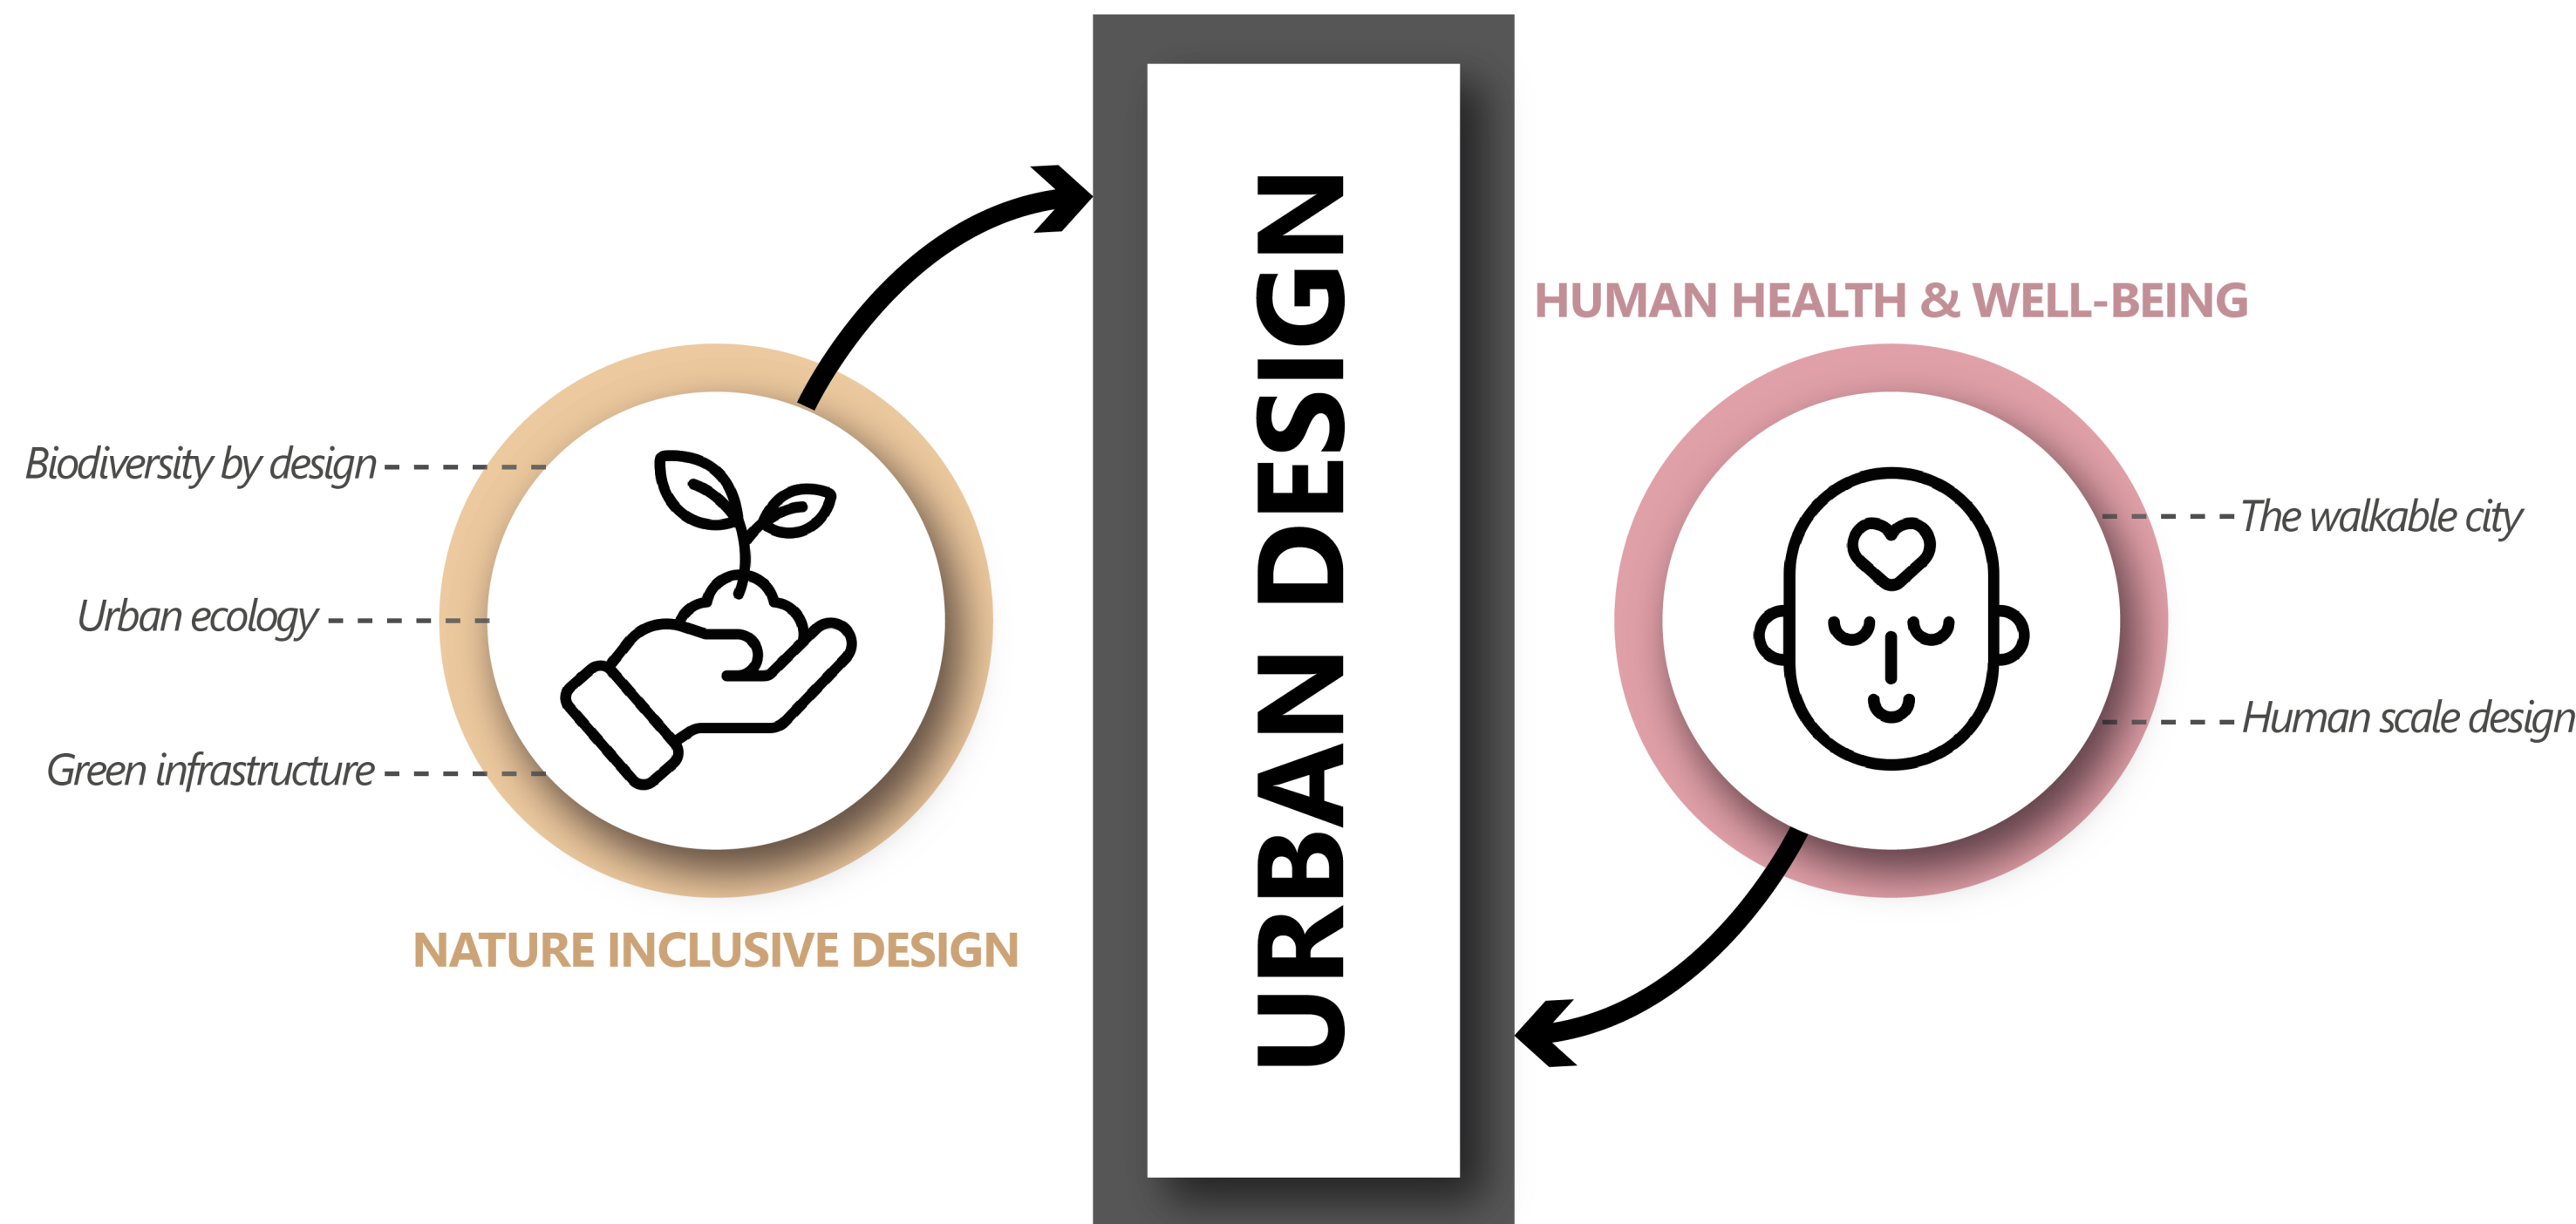 Biodiversity by design
Urban ecology
Green infrastructure
NATURE INCLUSIVE DESIGN
URBAN DESIGN
HUMAN HEALTH & WELL-BEING
The walkable city
Human scale design